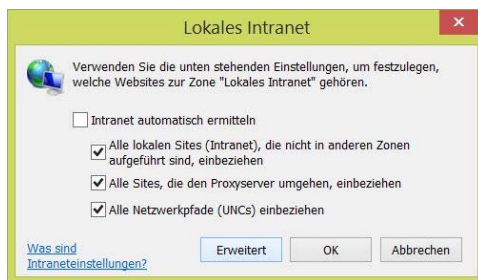 Lokales Intranet
Verwenden Sie die unten stehenden Einstellungen, um festzulegen,
welche Websites zur Zone "Lokales Intranet" gehören.
Intranet automatisch ermitteln
Alle lokalen Sites (Intranet), die nicht in anderen Zonen
aufgeführt sind, einbeziehen
Alle Sites, die den Proxyserver umgehen, einbeziehen
Alle Netzwerkpfade (UNCs) einbeziehen
Was sind
Intraneteinstellungen?
Erweitert
OK
Abbrechen